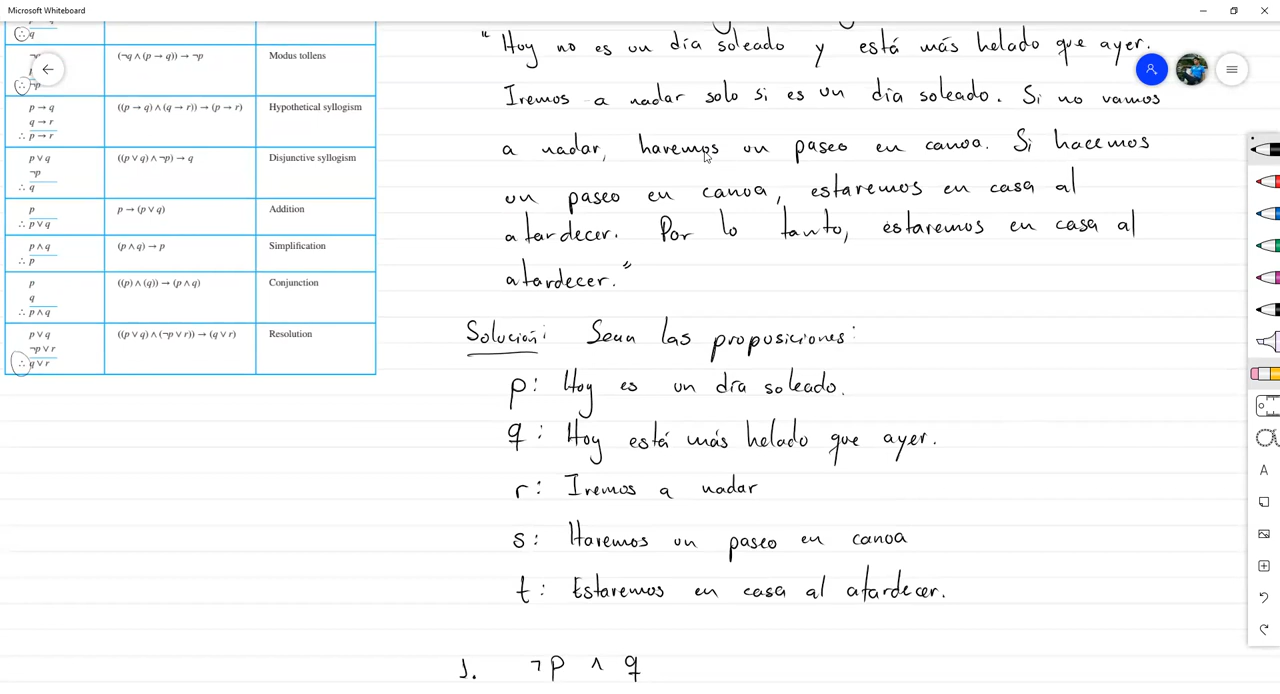 Microsoft Whiteboard
∴ q
(¬q ∧ (p → q)) → ¬p
Modus tollens
∴ ¬p
p → q
q → r
∴ p → r
((p → q) ∧ (q → r)) → (p → r)
Hypothetical syllogism
p ∨ q
¬p
∴ q
((p ∨ q) ∧ ¬p) → q
Disjunctive syllogism
p
∴ p ∨ q
p → (p ∨ q)
Addition
p ∧ q
∴ p
(p ∧ q) → p
Simplification
p
q
∴ p ∧ q
((p) ∧ (q)) → (p ∧ q)
Conjunction
p ∨ q
¬p ∨ r
∴ q ∨ r
((p ∨ q) ∧ (¬p ∨ r)) → (q ∨ r)
Resolution
"Hoy no es un día soleado y está más helado que ayer.
Iremos a nadar solo si es un día soleado. Si no vamos
a nadar, haremos un paseo en canoa. Si hacemos
un paseo en canoa, estaremos en casa al
atardecer. Por lo tanto, estaremos en casa al
atardecer."
Solución: Sean las proposiciones:
p: Hoy es un día soleado.
q: Hoy está más helado que ayer.
r: Iremos a nadar
s: Haremos un paseo en canoa
t: Estaremos en casa al atardecer.
1. ¬p ∧ q